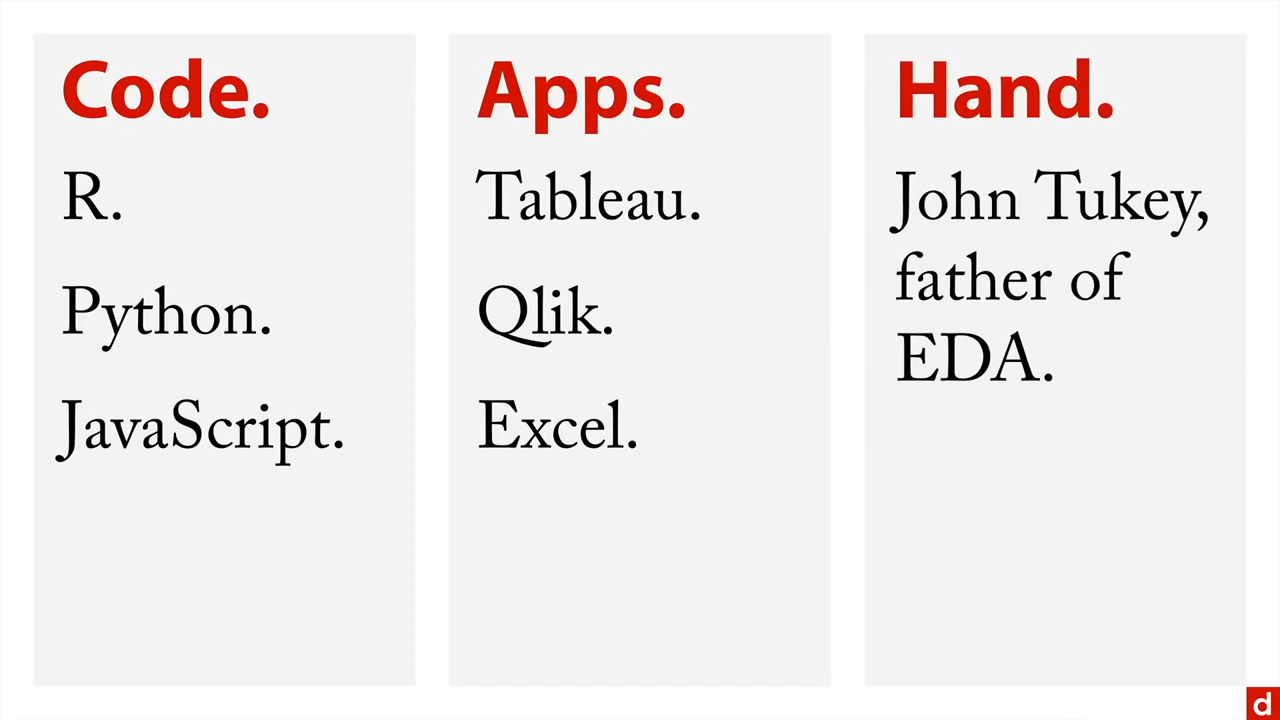 Code.
R.
Python.
JavaScript.
Apps.
Tableau.
Qlik.
Excel.
Hand.
John Tukey,
father of
EDA.
d